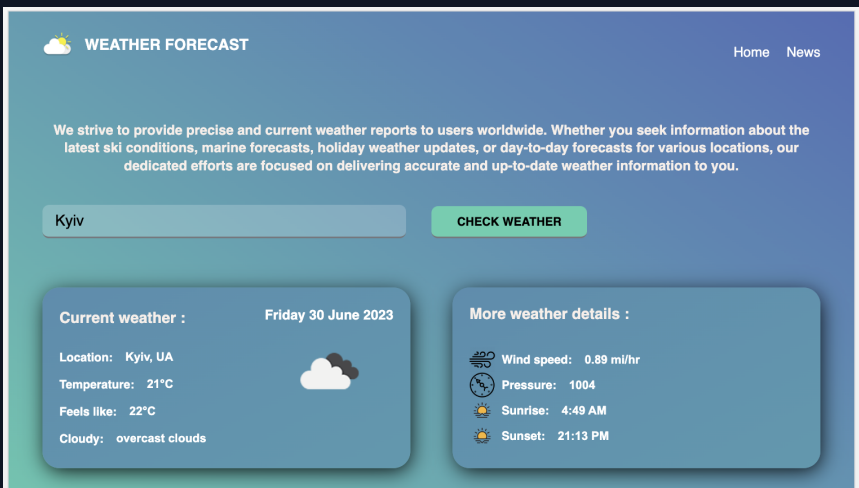 WEATHER FORECAST
Home News
We strive to provide precise and current weather reports to users worldwide. Whether you seek information about the
latest ski conditions, marine forecasts, holiday weather updates, or day-to-day forecasts for various locations, our
dedicated efforts are focused on delivering accurate and up-to-date weather information to you.
Kyiv
CHECK WEATHER
Current weather :
Friday 30 June 2023
Location: Kyiv, UA
Temperature: 21°C
Feels like: 22°C
Cloudy: overcast clouds
More weather details :
Wind speed: 0.89 mi/hr
Pressure: 1004
Sunrise: 4:49 AM
Sunset: 21:13 PM